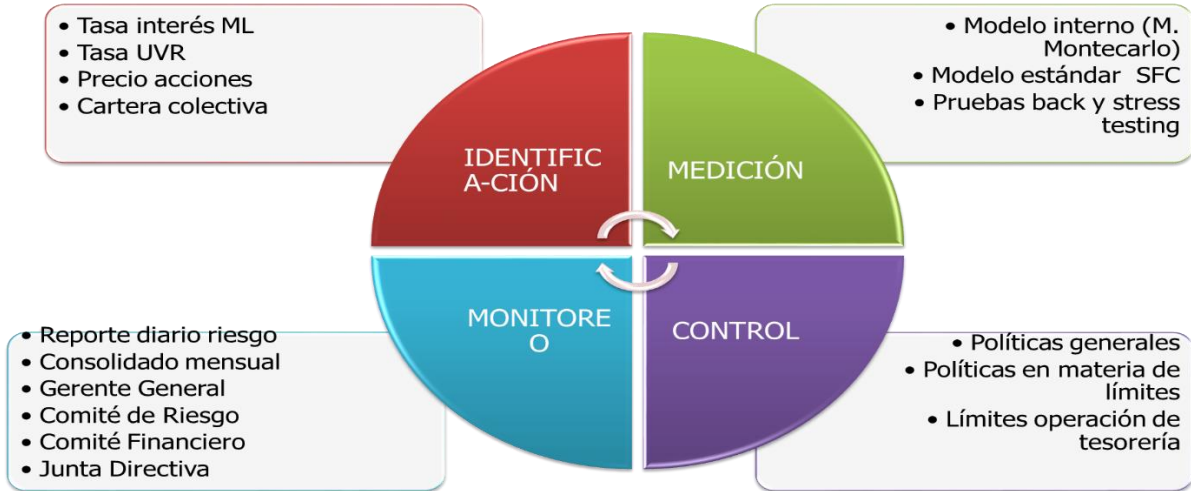 • Tasa interés ML
• Tasa UVR
• Precio acciones
• Cartera colectiva
• Modelo interno (M.
Montecarlo)
• Modelo estándar SFC
• Pruebas back y stress
testing
IDENTIFIC
A-CIÓN
MEDICIÓN
MONITORE
O
CONTROL
• Reporte diario riesgo
• Consolidado mensual
• Gerente General
• Comité de Riesgo
• Comité Financiero
• Junta Directiva
• Políticas generales
• Políticas en materia de
límites
• Límites operación de
tesorería